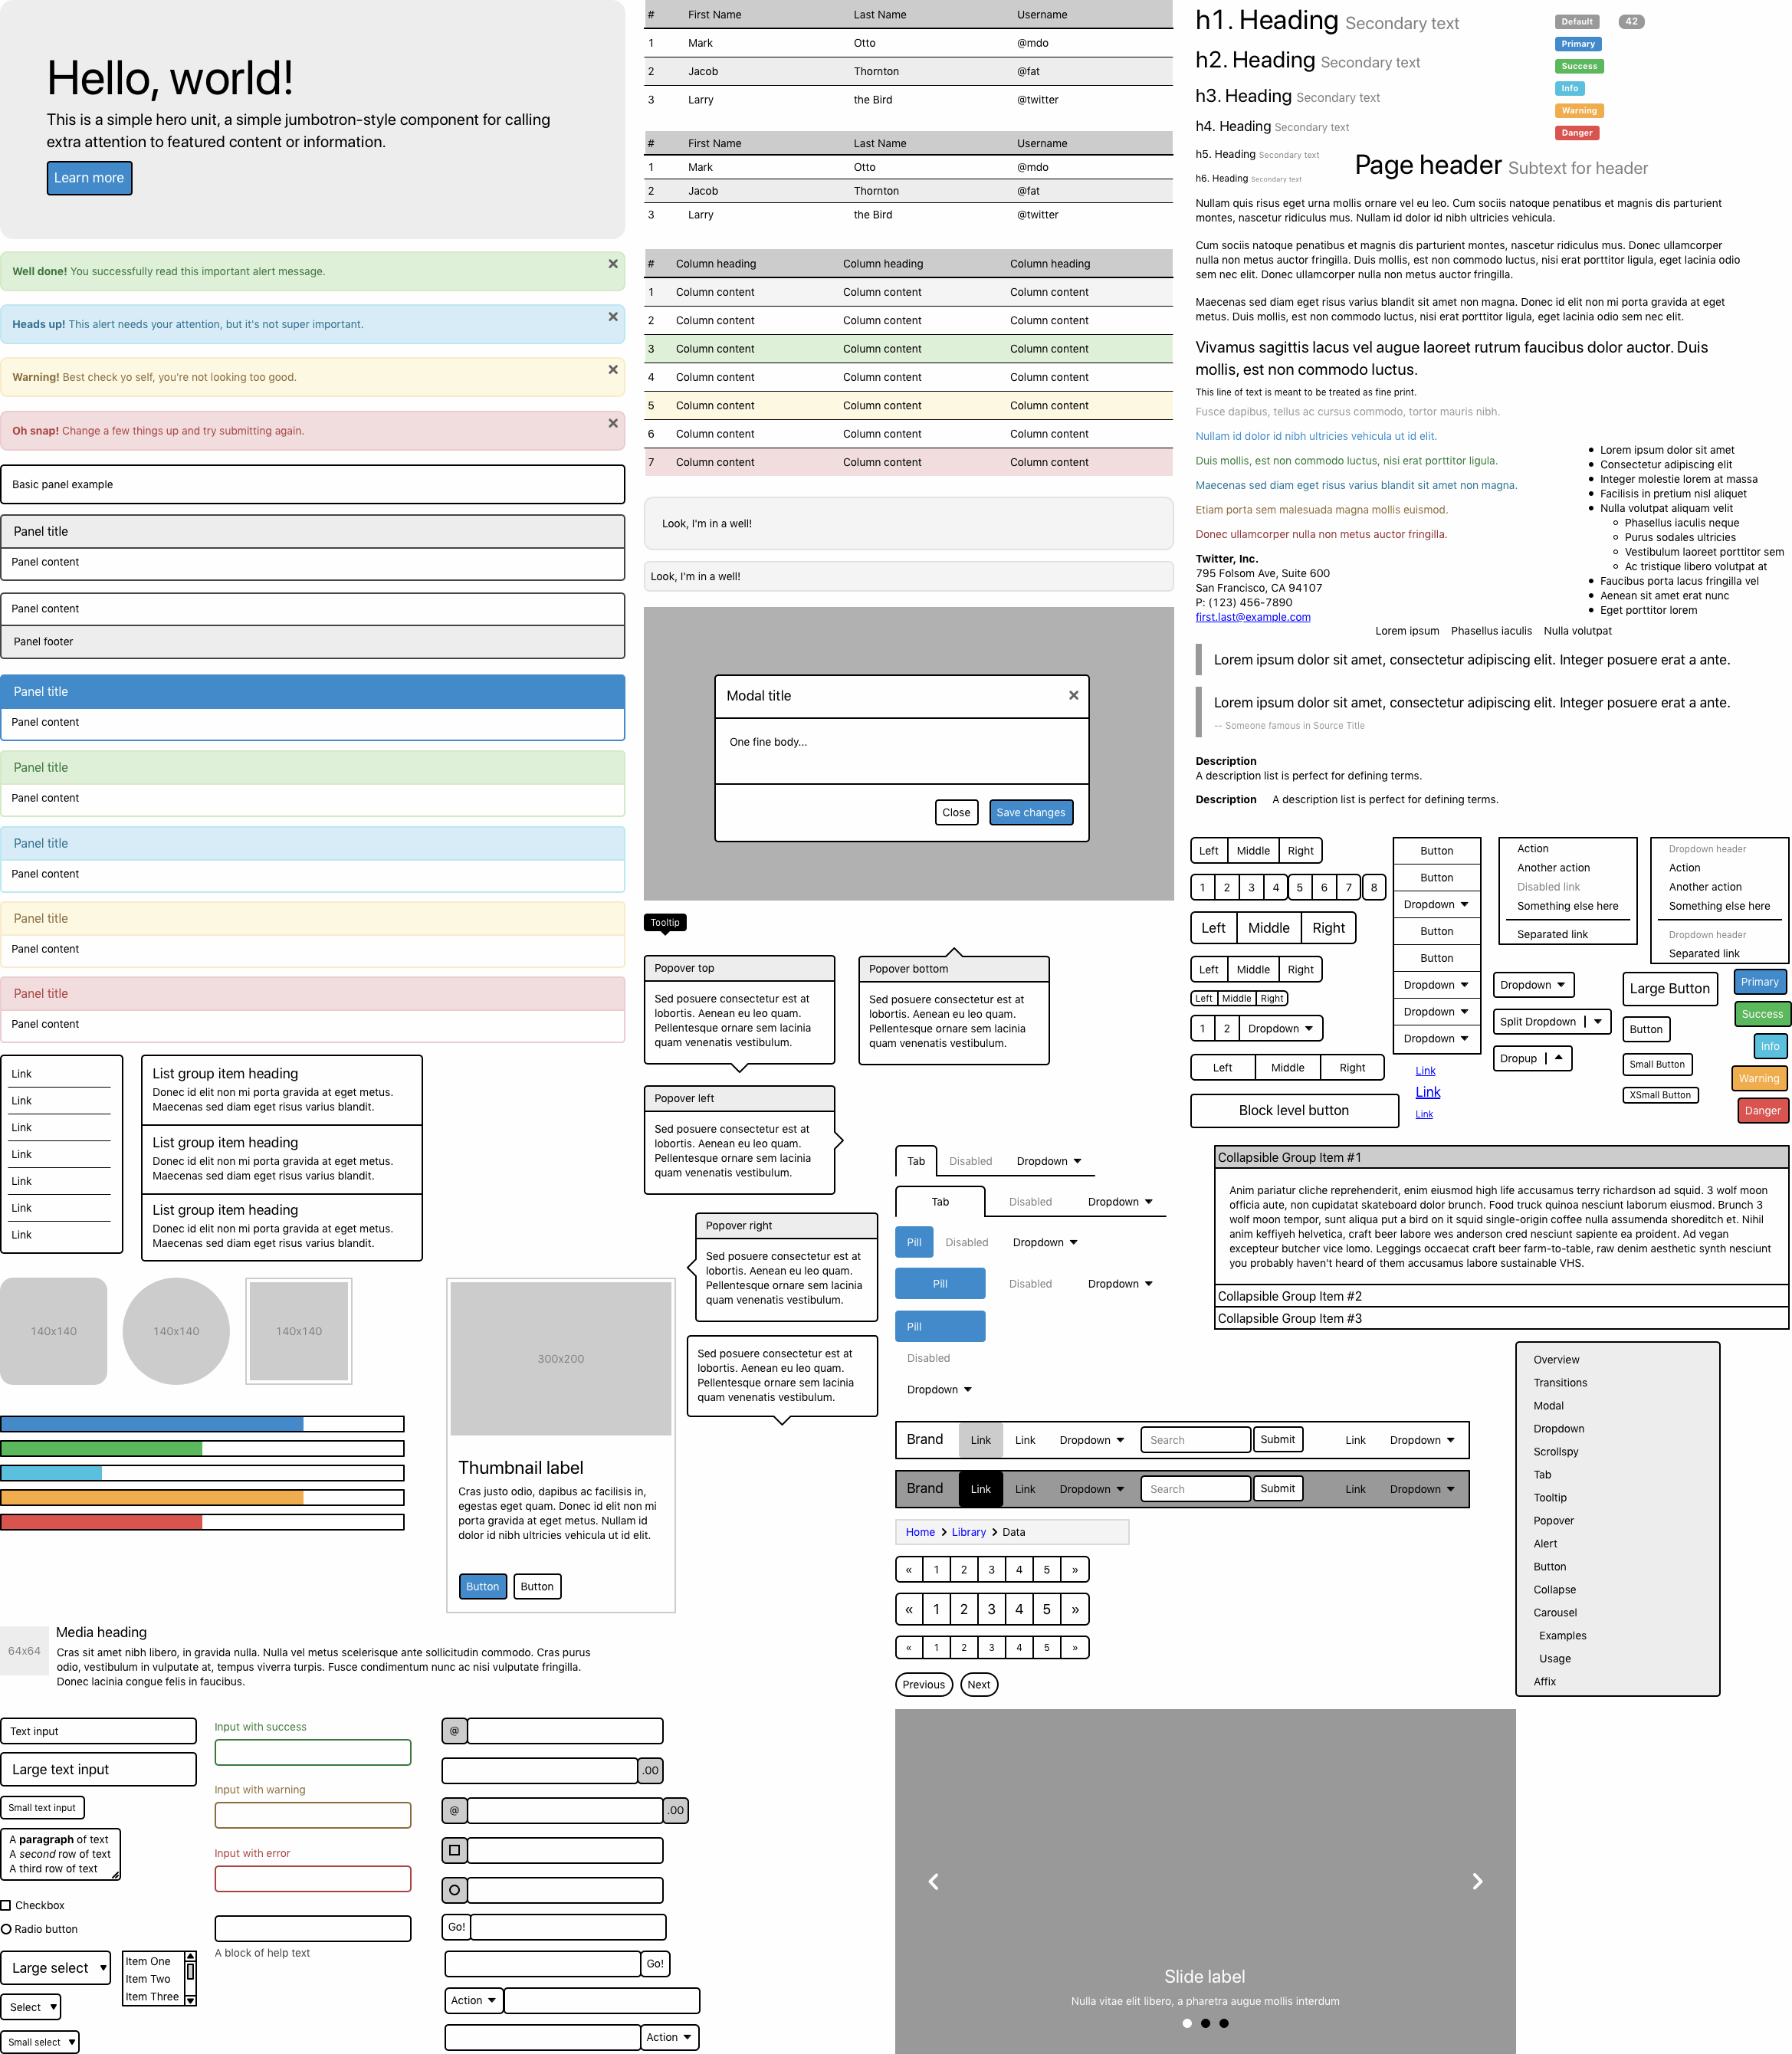 Hello, world!
This is a simple hero unit, a simple jumbotron-style component for calling
extra attention to featured content or information.
Learn more
Well done! You successfully read this important alert message.
Heads up! This alert needs your attention, but it's not super important.
Warning! Best check yo self, you're not looking too good.
Oh snap! Change a few things up and try submitting again.
Basic panel example
Panel title
Panel content
Panel content
Panel footer
Panel title
Panel content
Panel title
Panel content
Panel title
Panel content
Panel title
Panel content
Panel title
Panel content
Link
Link
Link
Link
Link
Link
Link
List group item heading
Donec id elit non mi porta gravida at eget metus.
Maecenas sed diam eget risus varius blandit.
List group item heading
Donec id elit non mi porta gravida at eget metus.
Maecenas sed diam eget risus varius blandit.
List group item heading
Donec id elit non mi porta gravida at eget metus.
Maecenas sed diam eget risus varius blandit.
140x140 140x140 140x140
300x200
Thumbnail label
Cras justo odio, dapibus ac facilisis in,
egestas eget quam. Donec id elit non mi
porta gravida at eget metus. Nullam id
dolor id nibh ultricies vehicula ut id elit.
Button Button
64x64
Media heading
Cras sit amet nibh libero, in gravida nulla. Nulla vel metus scelerisque ante sollicitudin commodo. Cras purus
odio, vestibulum in vulputate at, tempus viverra turpis. Fusce condimentum nunc ac nisi vulputate fringilla.
Donec lacinia congue felis in faucibus.
Text input
Large text input
Small text input
A paragraph of text
A second row of text
A third row of text
Checkbox
Radio button
Large select
Select
Small select
Item One
Item Two
Item Three
Input with success
Input with warning
Input with error
A block of help text
@
.00
@ .00
Go!
Go!
Action
Action
# First Name Last Name Username
1 Mark Otto @mdo
2 Jacob Thornton @fat
3 Larry the Bird @twitter
# First Name Last Name Username
1 Mark Otto @mdo
2 Jacob Thornton @fat
3 Larry the Bird @twitter
# Column heading Column heading Column heading
1 Column content Column content Column content
2 Column content Column content Column content
3 Column content Column content Column content
4 Column content Column content Column content
5 Column content Column content Column content
6 Column content Column content Column content
7 Column content Column content Column content
Look, I'm in a well!
Look, I'm in a well!
Modal title
One fine body...
Close Save changes
Tooltip
Popover top
Sed posuere consectetur est at
lobortis. Aenean eu leo quam.
Pellentesque ornare sem lacinia
quam venenatis vestibulum.
Popover bottom
Sed posuere consectetur est at
lobortis. Aenean eu leo quam.
Pellentesque ornare sem lacinia
quam venenatis vestibulum.
Popover left
Sed posuere consectetur est at
lobortis. Aenean eu leo quam.
Pellentesque ornare sem lacinia
quam venenatis vestibulum.
Popover right
Sed posuere consectetur est at
lobortis. Aenean eu leo quam.
Pellentesque ornare sem lacinia
quam venenatis vestibulum.
Sed posuere consectetur est at
lobortis. Aenean eu leo quam.
Pellentesque ornare sem lacinia
quam venenatis vestibulum.
h1. Heading Secondary text
h2. Heading Secondary text
h3. Heading Secondary text
h4. Heading Secondary text
h5. Heading Secondary text
h6. Heading Secondary text
Default 42
Primary
Success
Info
Warning
Danger
Page header Subtext for header
Nullam quis risus eget urna mollis ornare vel eu leo. Cum sociis natoque penatibus et magnis dis parturient
montes, nascetur ridiculus mus. Nullam id dolor id nibh ultricies vehicula.
Cum sociis natoque penatibus et magnis dis parturient montes, nascetur ridiculus mus. Donec ullamcorper
nulla non metus auctor fringilla. Duis mollis, est non commodo luctus, nisi erat porttitor ligula, eget lacinia odio
sem nec elit. Donec ullamcorper nulla non metus auctor fringilla.
Maecenas sed diam eget risus varius blandit sit amet non magna. Donec id elit non mi porta gravida at eget
metus. Duis mollis, est non commodo luctus, nisi erat porttitor ligula, eget lacinia odio sem nec elit.
Vivamus sagittis lacus vel augue laoreet rutrum faucibus dolor auctor. Duis
mollis, est non commodo luctus.
This line of text is meant to be treated as fine print.
Fusce dapibus, tellus ac cursus commodo, tortor mauris nibh.
Nullam id dolor id nibh ultricies vehicula ut id elit.
Duis mollis, est non commodo luctus, nisi erat porttitor ligula.
Maecenas sed diam eget risus varius blandit sit amet non magna.
Etiam porta sem malesuada magna mollis euismod.
Donec ullamcorper nulla non metus auctor fringilla.
Twitter, Inc.
795 Folsom Ave, Suite 600
San Francisco, CA 94107
P: (123) 456-7890
first.last@example.com
Lorem ipsum dolor sit amet
Consectetur adipiscing elit
Integer molestie lorem at massa
Facilisis in pretium nisl aliquet
Nulla volutpat aliquam velit
Phasellus iaculis neque
Purus sodales ultricies
Vestibulum laoreet porttitor sem
Ac tristique libero volutpat at
Faucibus porta lacus fringilla vel
Aenean sit amet erat nunc
Eget porttitor lorem
Lorem ipsum Phasellus iaculis Nulla volutpat
Lorem ipsum dolor sit amet, consectetur adipiscing elit. Integer posuere erat a ante.
Lorem ipsum dolor sit amet, consectetur adipiscing elit. Integer posuere erat a ante.
-- Someone famous in Source Title
Description
A description list is perfect for defining terms.
Description A description list is perfect for defining terms.
Left Middle Right
1 2 3 4 5 6 7 8
Left Middle Right
Left Middle Right
Left Middle Right
1 2 Dropdown
Left Middle Right
Block level button
Button
Button
Dropdown
Button
Button
Dropdown
Dropdown
Dropdown
Link
Link
Link
Action
Another action
Disabled link
Something else here
Separated link
Dropdown header
Action
Another action
Something else here
Dropdown header
Separated link
Dropdown
Split Dropdown
Dropup
Large Button
Button
Small Button
XSmall Button
Primary
Success
Info
Warning
Danger
Tab Disabled Dropdown
Tab Disabled Dropdown
Pill Disabled Dropdown
Pill Disabled Dropdown
Pill
Disabled
Dropdown
Collapsible Group Item #1
Anim pariatur cliche reprehenderit, enim eiusmod high life accusamus terry richardson ad squid. 3 wolf moon
officia aute, non cupidatat skateboard dolor brunch. Food truck quinoa nesciunt laborum eiusmod. Brunch 3
wolf moon tempor, sunt aliqua put a bird on it squid single-origin coffee nulla assumenda shoreditch et. Nihil
anim keffiyeh helvetica, craft beer labore wes anderson cred nesciunt sapiente ea proident. Ad vegan
excepteur butcher vice lomo. Leggings occaecat craft beer farm-to-table, raw denim aesthetic synth nesciunt
you probably haven't heard of them accusamus labore sustainable VHS.
Collapsible Group Item #2
Collapsible Group Item #3
Brand Link Link Dropdown Search Submit Link Dropdown
Brand Link Link Dropdown Search Submit Link Dropdown
Home Library Data
« 1 2 3 4 5 »
« 1 2 3 4 5 »
« 1 2 3 4 5 »
Previous Next
Overview
Transitions
Modal
Dropdown
Scrollspy
Tab
Tooltip
Popover
Alert
Button
Collapse
Carousel
Examples
Usage
Affix
Slide label
Nulla vitae elit libero, a pharetra augue mollis interdum